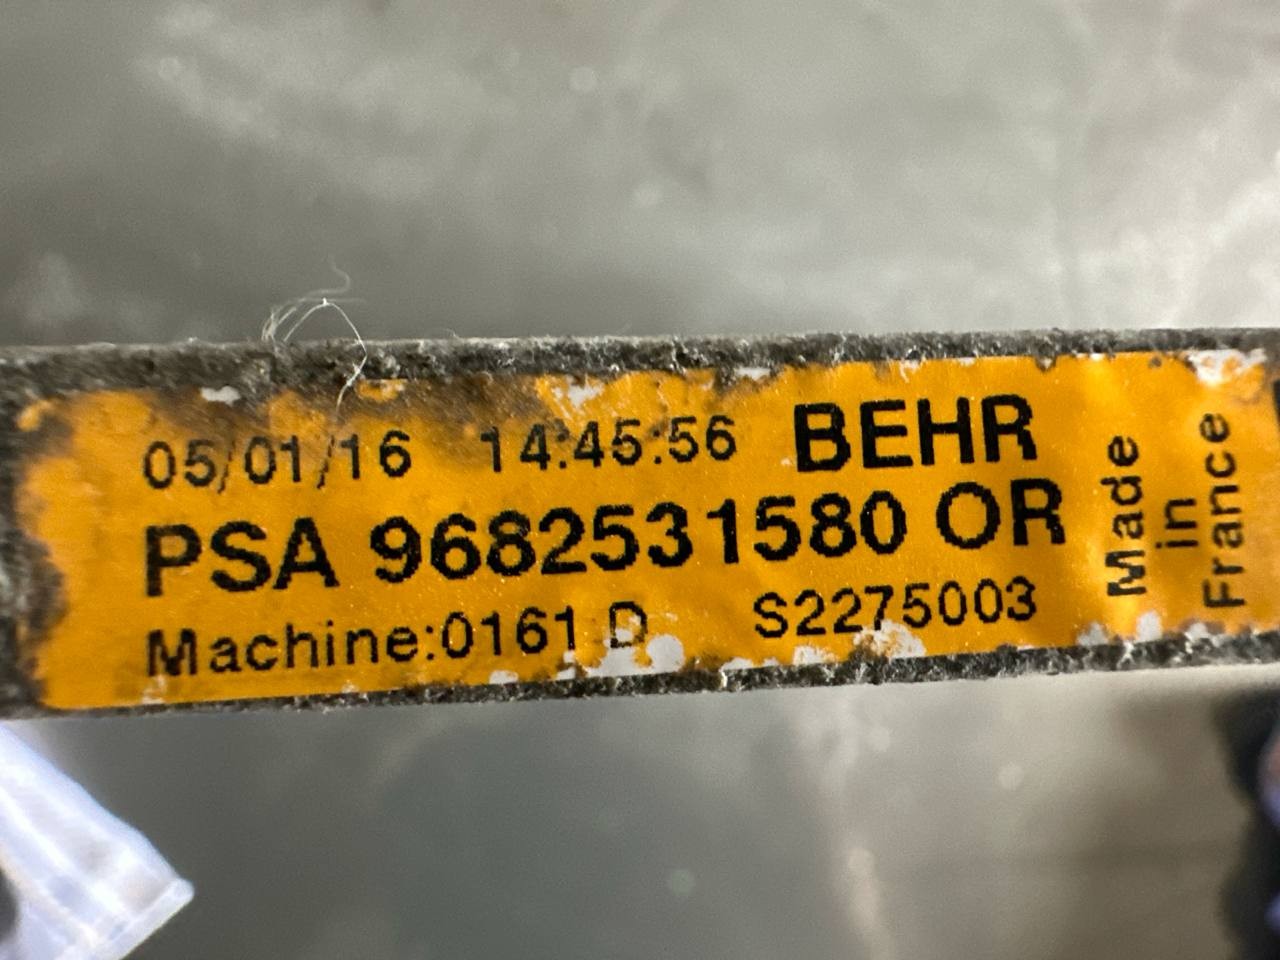 05/01/16 14:45:56 BEHR
PSA 9682531580 OR
Machine:0161 D S2275003
Made
in
France